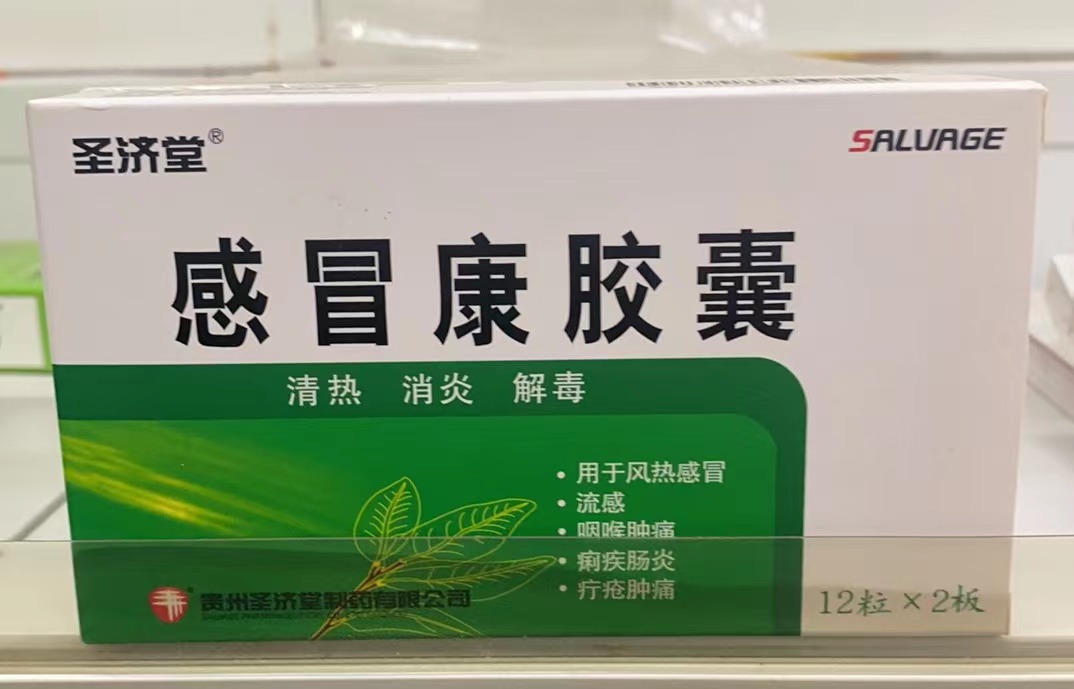 圣济堂®
SALVAGE
感冒康胶囊
清热 消炎 解毒
· 用于风热感冒
· 流感
· 咽喉肿痛
· 痢疾肠炎
· 疔疮肿痛
贵州圣济堂制药有限公司
12粒×2板